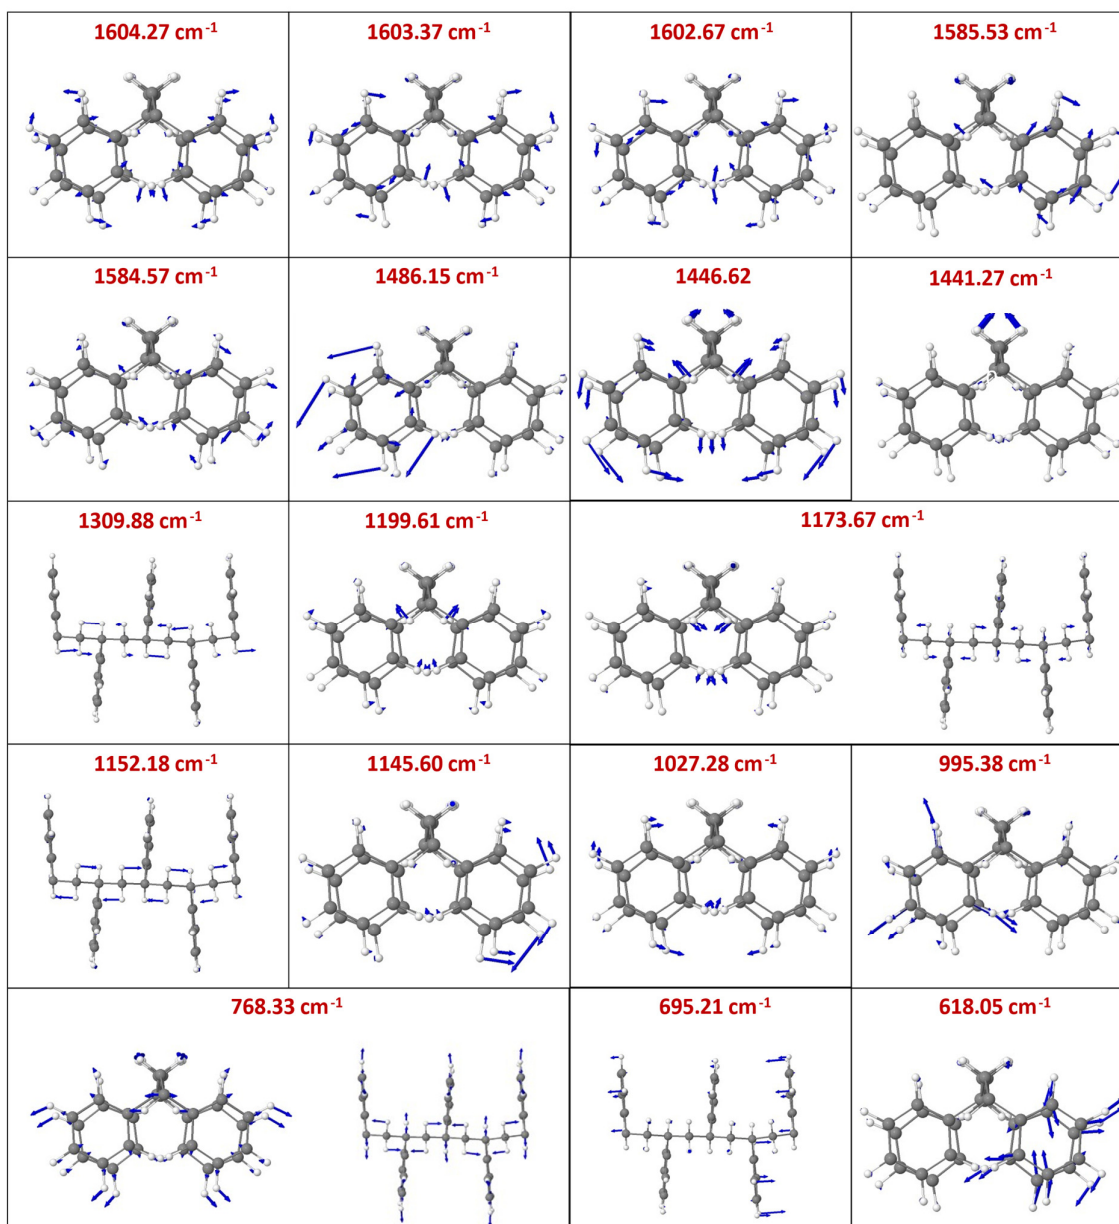 1604.27 cm⁻¹
1603.37 cm⁻¹
1602.67 cm⁻¹
1585.53 cm⁻¹
1584.57 cm⁻¹
1486.15 cm⁻¹
1446.62
1441.27 cm⁻¹
1309.88 cm⁻¹
1199.61 cm⁻¹
1173.67 cm⁻¹
1152.18 cm⁻¹
1145.60 cm⁻¹
1027.28 cm⁻¹
995.38 cm⁻¹
768.33 cm⁻¹
695.21 cm⁻¹
618.05 cm⁻¹